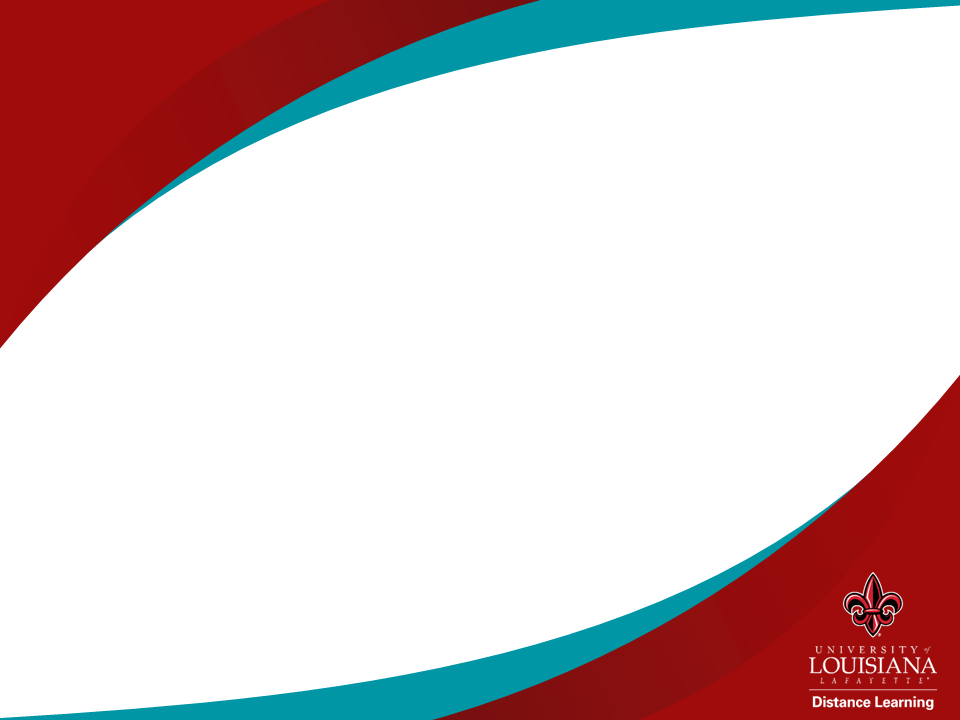 UNIVERSITY of
LOUISIANA
LAFAYETTE
Distance Learning